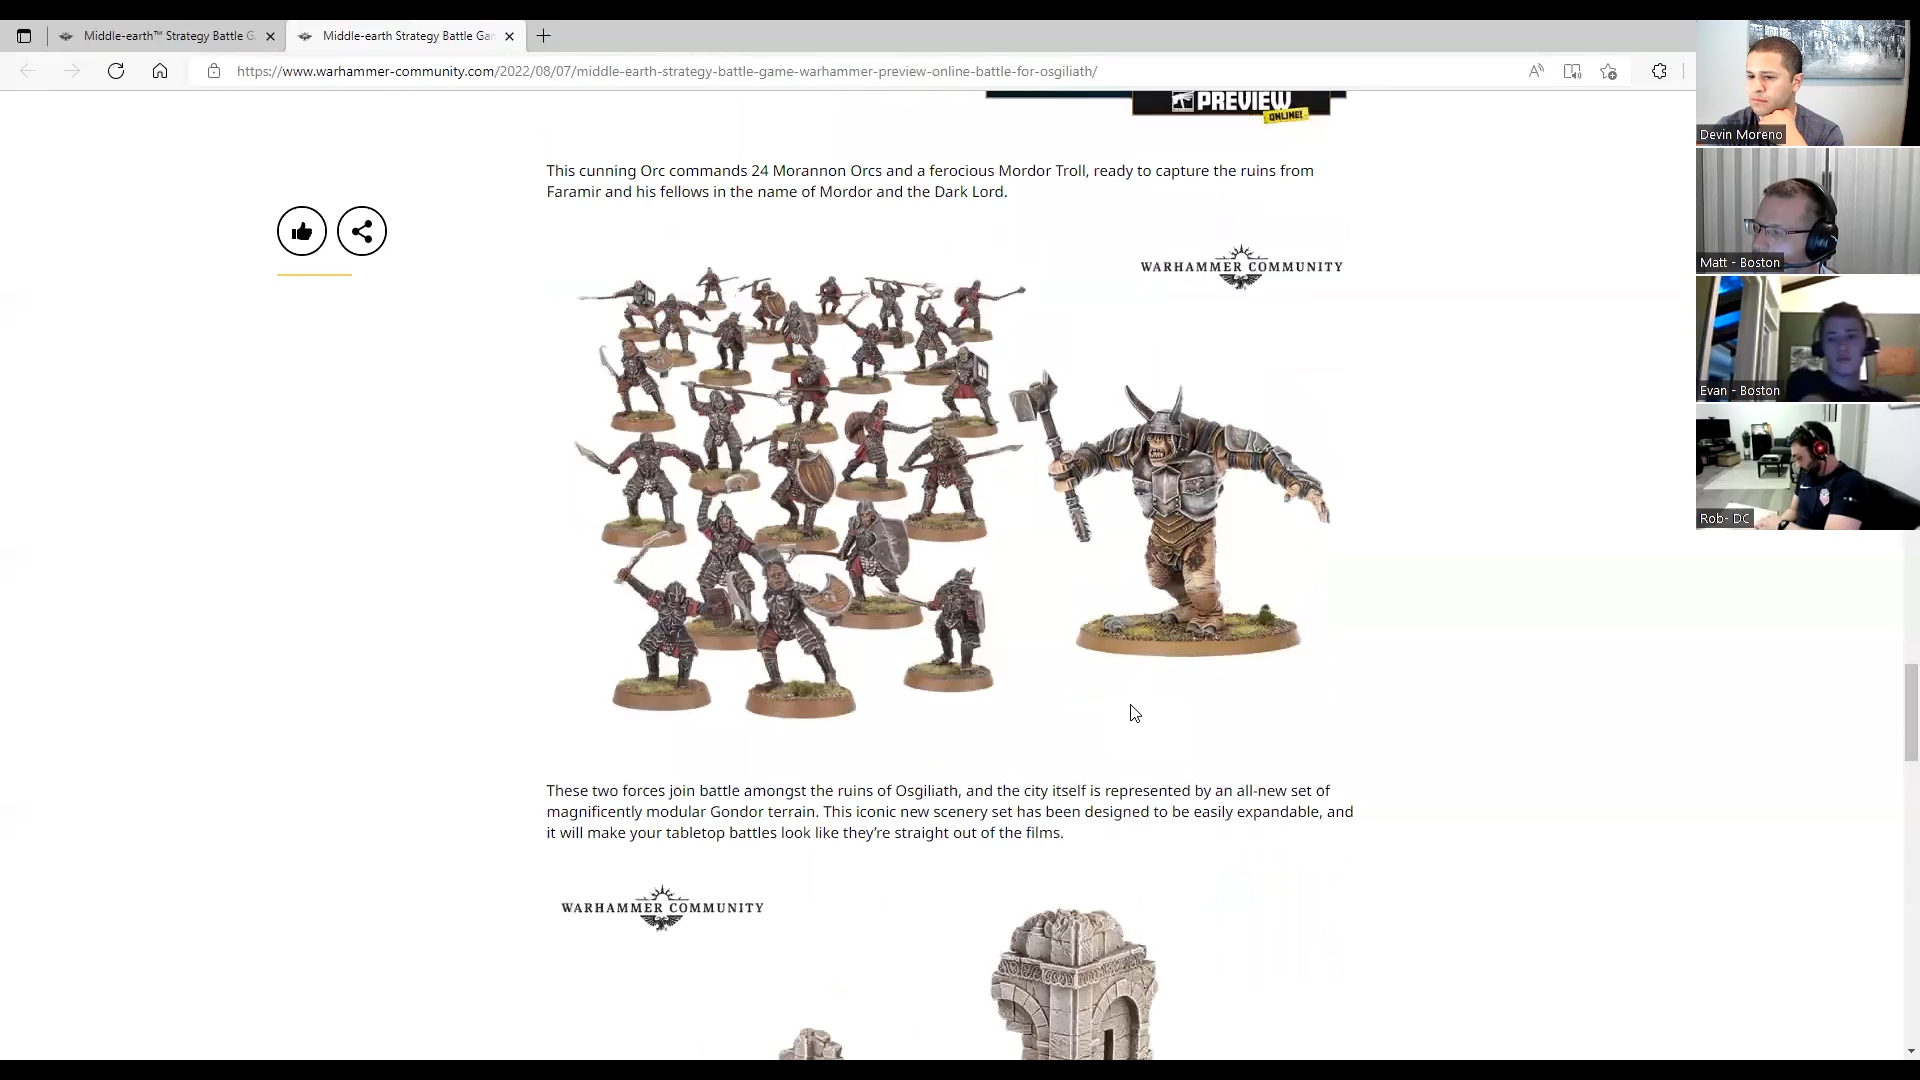 Middle-earth™ Strategy Battle G
Middle-earth Strategy Battle Ga
https://www.warhammer-community.com/2022/08/07/middle-earth-strategy-battle-game-warhammer-preview-online-battle-for-osgiliath/
PREVIEW
ONLINE!
This cunning Orc commands 24 Morannon Orcs and a ferocious Mordor Troll, ready to capture the ruins from
Faramir and his fellows in the name of Mordor and the Dark Lord.
WARHAMMER COMMUNITY
These two forces join battle amongst the ruins of Osgiliath, and the city itself is represented by an all-new set of
magnificently modular Gondor terrain. This iconic new scenery set has been designed to be easily expandable, and
it will make your tabletop battles look like they’re straight out of the films.
WARHAMMER COMMUNITY
Devin Moreno
Matt - Boston
Evan - Boston
Rob- DC